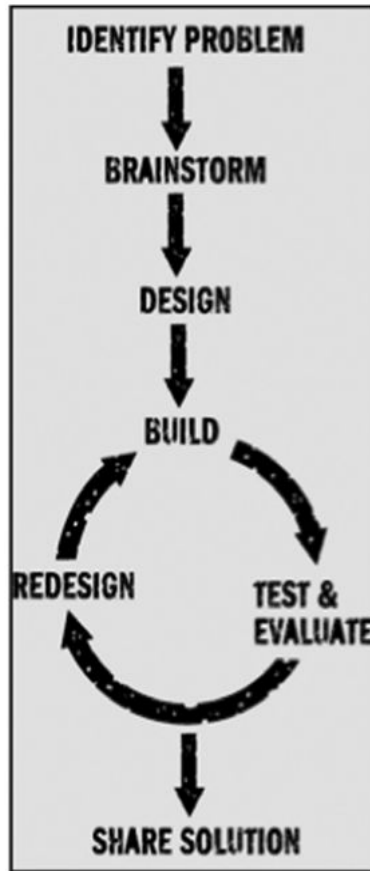 IDENTIFY PROBLEM
BRAINSTORM
DESIGN
BUILD
REDESIGN
TEST &
EVALUATE
SHARE SOLUTION